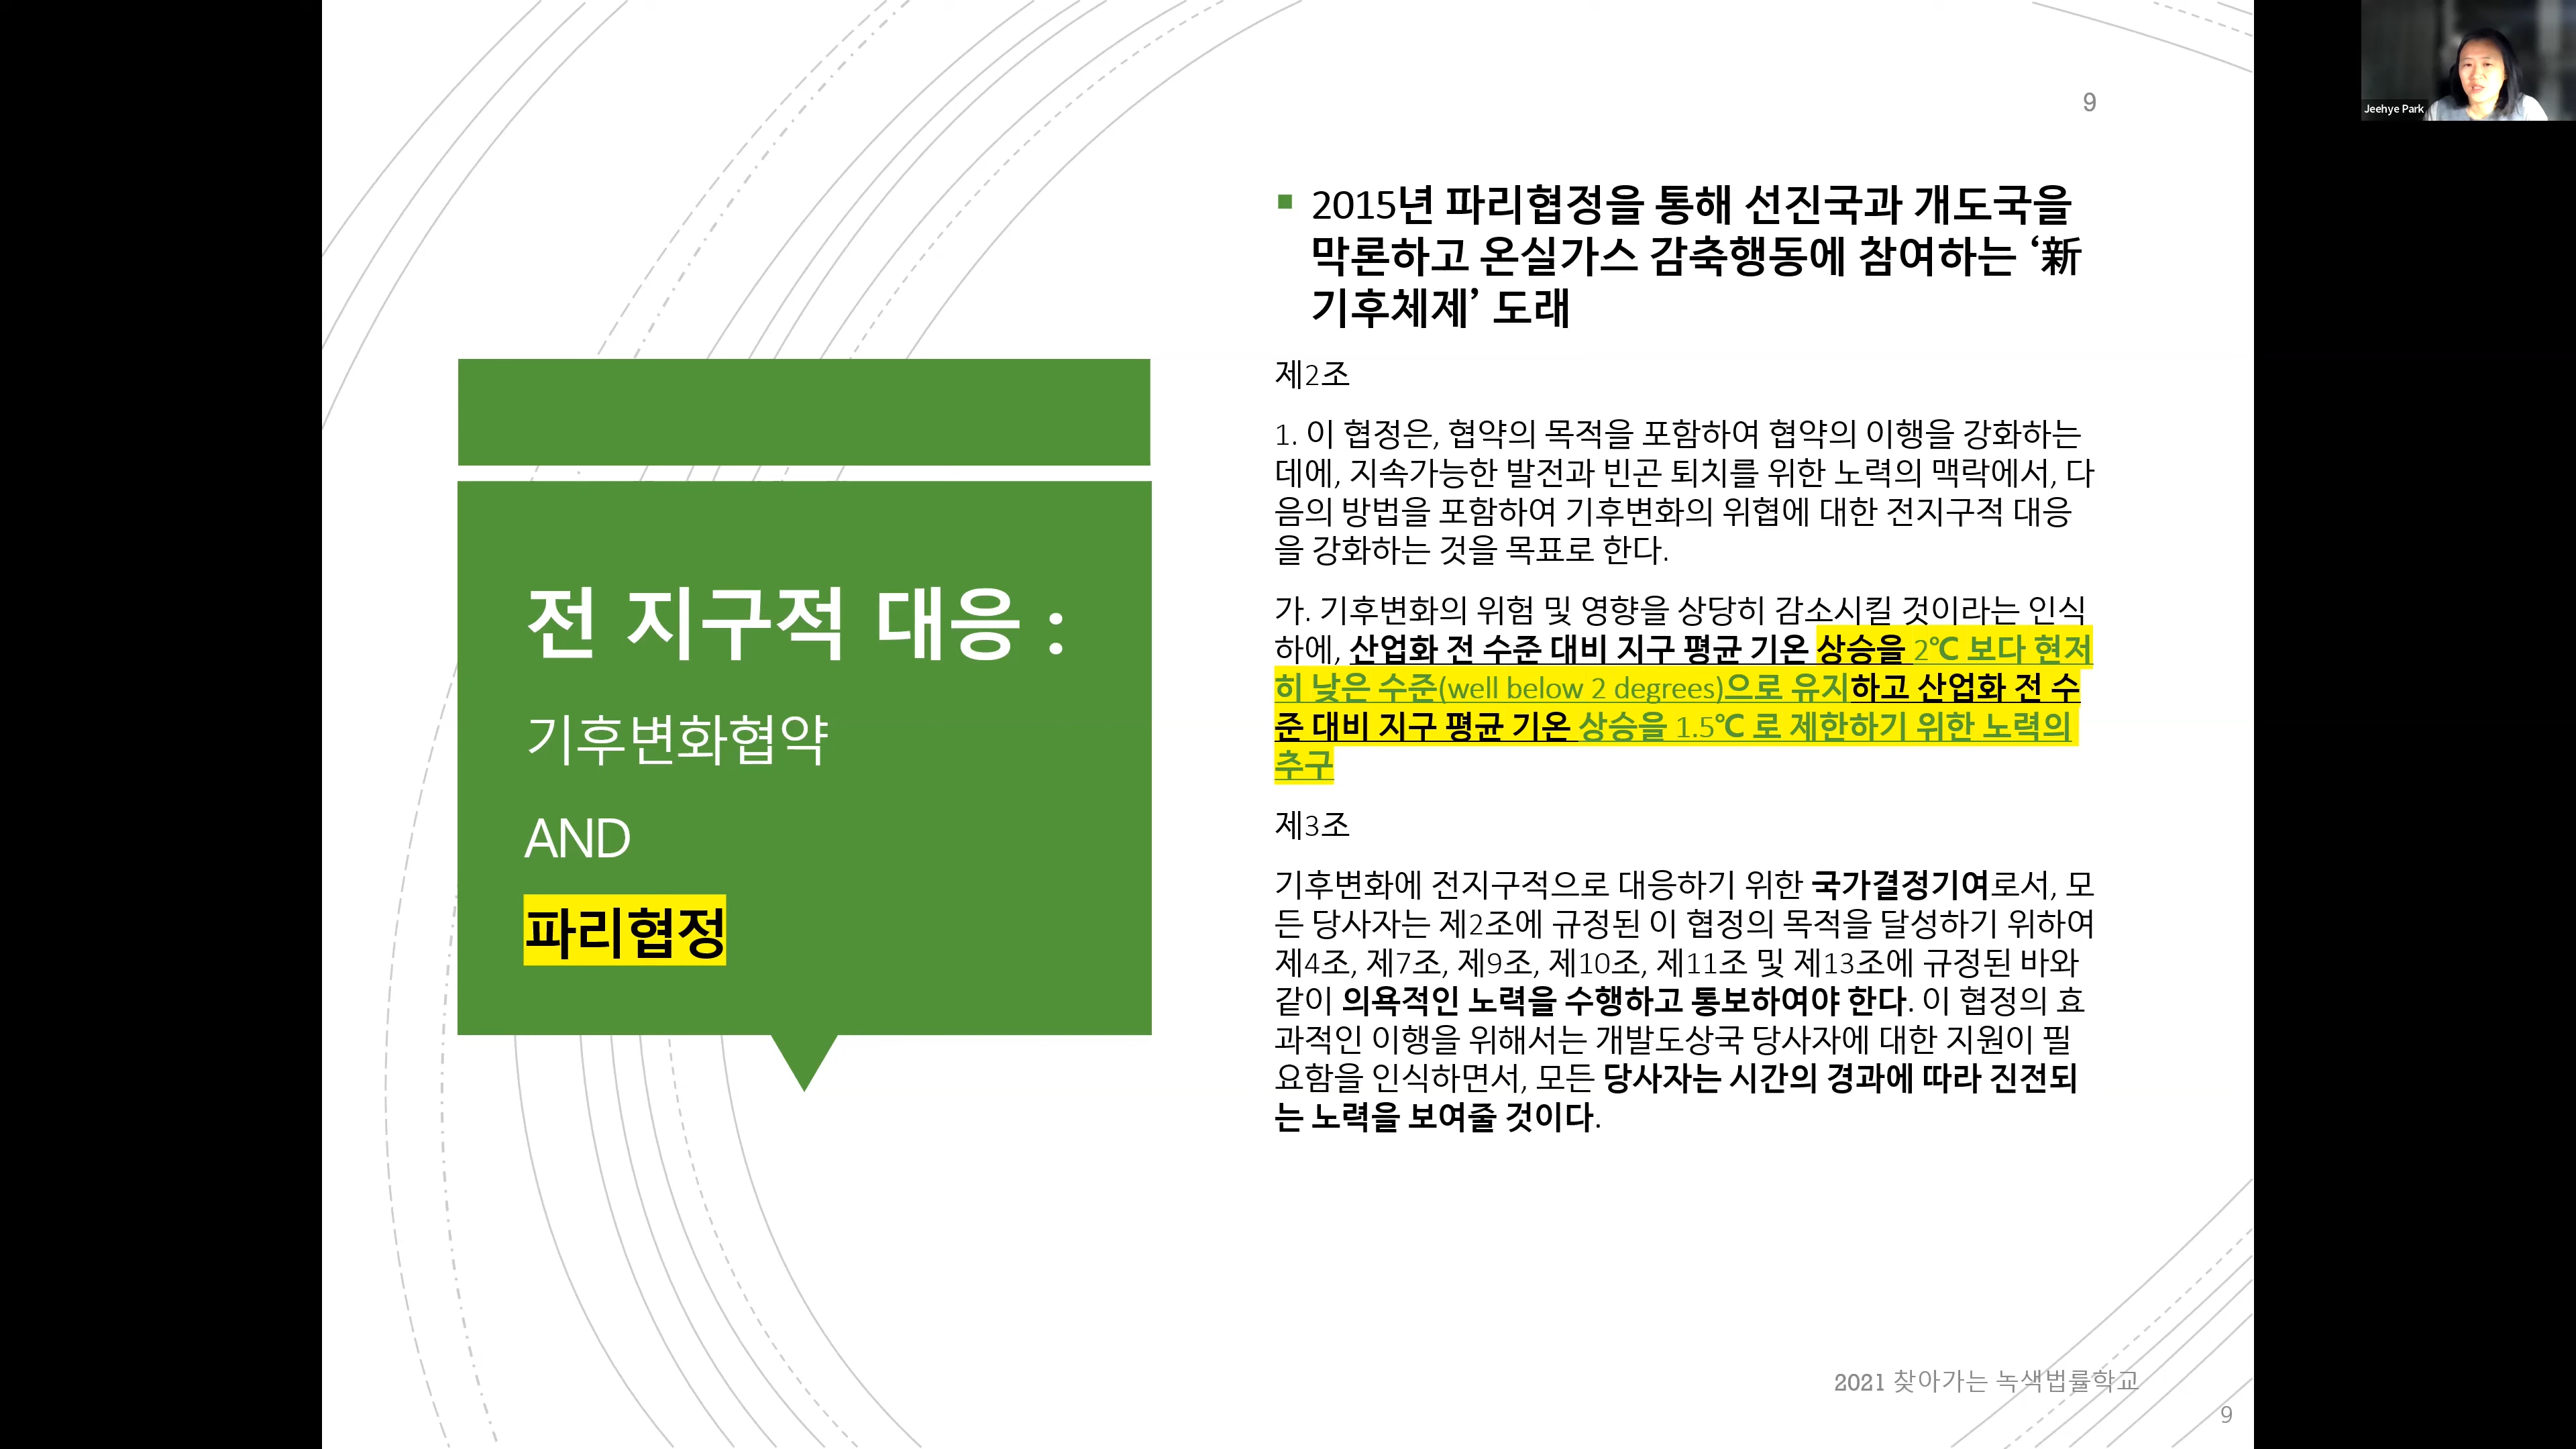 Jeehye Park
9
전 지구적 대응 :
기후변화협약
AND
파리협정
2015년 파리협정을 통해 선진국과 개도국을
막론하고 온실가스 감축행동에 참여하는 ‘新
기후체제’ 도래
제2조
1. 이 협정은, 협약의 목적을 포함하여 협약의 이행을 강화하는
데에, 지속가능한 발전과 빈곤 퇴치를 위한 노력의 맥락에서, 다
음의 방법을 포함하여 기후변화의 위협에 대한 전지구적 대응
을 강화하는 것을 목표로 한다.
가. 기후변화의 위험 및 영향을 상당히 감소시킬 것이라는 인식
하에, 산업화 전 수준 대비 지구 평균 기온 상승을 2℃ 보다 현저
히 낮은 수준(well below 2 degrees)으로 유지하고 산업화 전 수
준 대비 지구 평균 기온 상승을 1.5℃ 로 제한하기 위한 노력의
추구
제3조
기후변화에 전지구적으로 대응하기 위한 국가결정기여로서, 모
든 당사자는 제2조에 규정된 이 협정의 목적을 달성하기 위하여
제4조, 제7조, 제9조, 제10조, 제11조 및 제13조에 규정된 바와
같이 의욕적인 노력을 수행하고 통보하여야 한다. 이 협정의 효
과적인 이행을 위해서는 개발도상국 당사자에 대한 지원이 필
요함을 인식하면서, 모든 당사자는 시간의 경과에 따라 진전되
는 노력을 보여줄 것이다.
2021 찾아가는 녹색법률학교
9